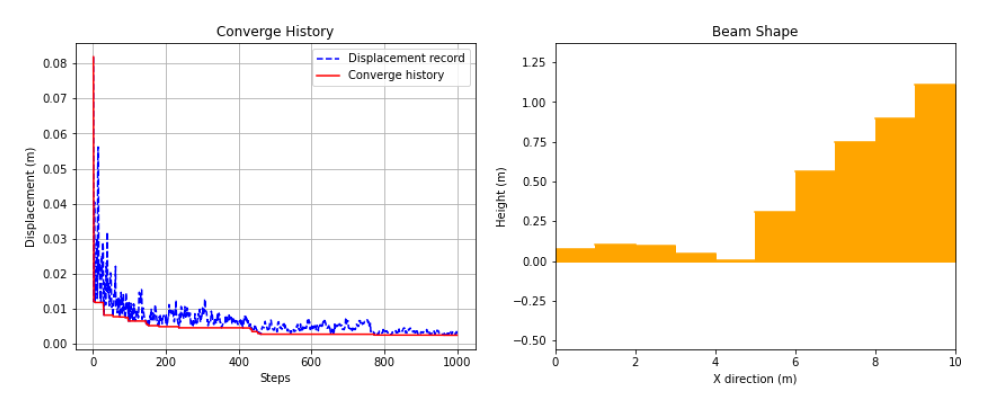 Converge History
Displacement record
Converge history
0.08
0.07
0.06
0.05
0.04
0.03
0.02
0.01
0.00
Displacement (m)
0 200 400 600 800 1000
Steps
Beam Shape
1.25
1.00
0.75
0.50
0.25
0.00
−0.25
−0.50
Height (m)
0 2 4 6 8 10
X direction (m)